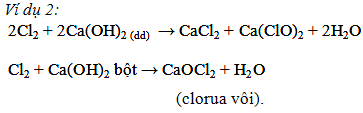 Ví dụ 2:
2Cl₂ + 2Ca(OH)₂ (dd) → CaCl₂ + Ca(ClO)₂ + 2H₂O
Cl₂ + Ca(OH)₂ bột → CaOCl₂ + H₂O
(clorua vôi).